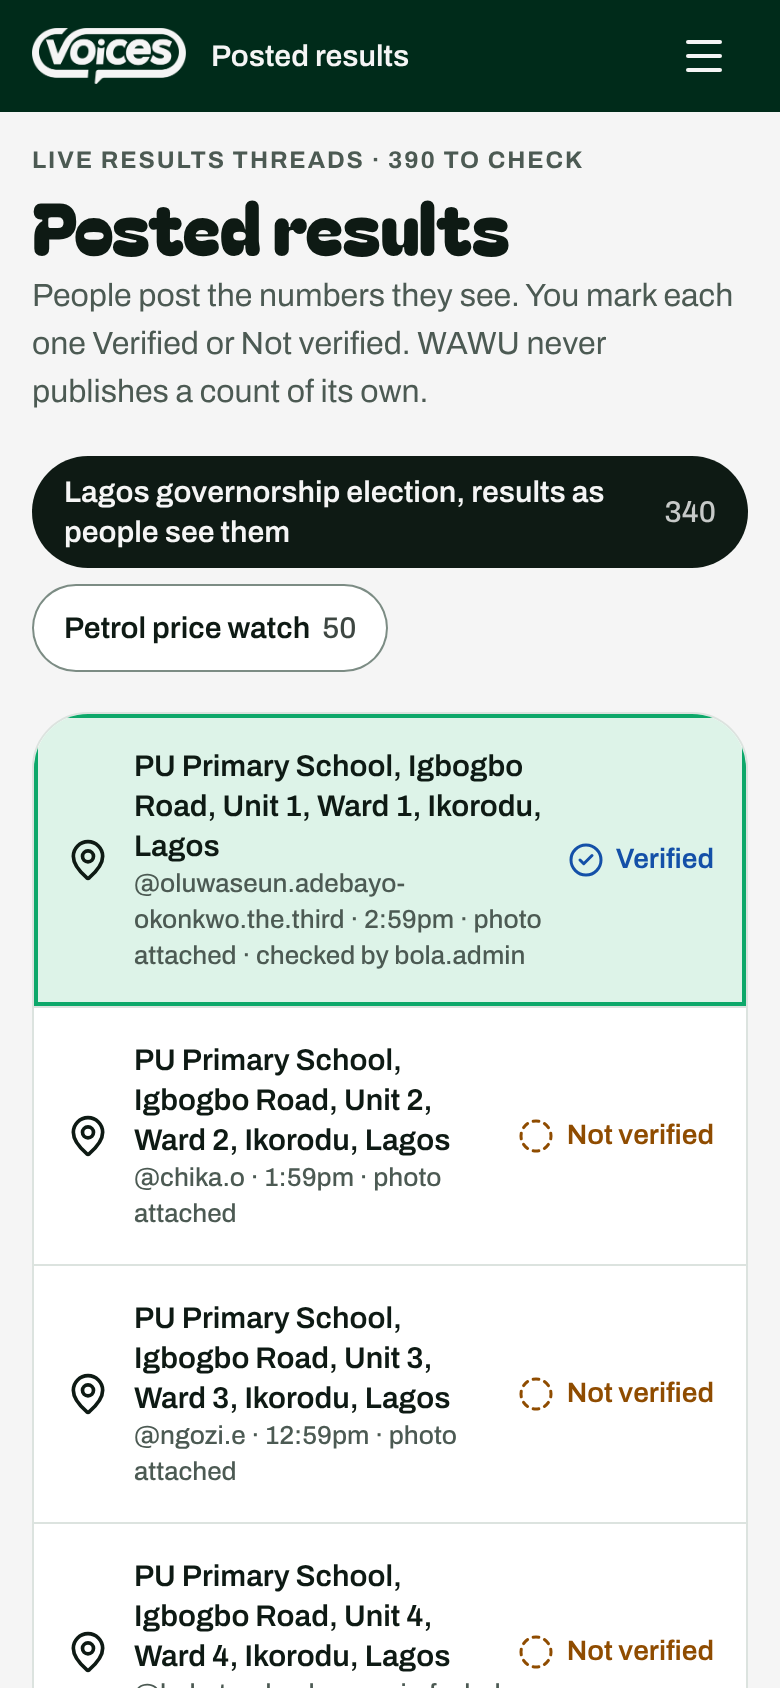 voices
Posted results
LIVE RESULTS THREADS · 390 TO CHECK
Posted results
People post the numbers they see. You mark each
one Verified or Not verified. WAWU never
publishes a count of its own.
Lagos governorship election, results as
people see them
340
Petrol price watch 50
PU Primary School, Igbogbo
Road, Unit 1, Ward 1, Ikorodu,
Lagos
@oluwaseun.adebayo-
okonkwo.the.third · 2:59pm · photo
attached · checked by bola.admin
Verified
PU Primary School,
Igbogbo Road, Unit 2,
Ward 2, Ikorodu, Lagos
@chika.o · 1:59pm · photo
attached
Not verified
PU Primary School,
Igbogbo Road, Unit 3,
Ward 3, Ikorodu, Lagos
@ngozi.e · 12:59pm · photo
attached
Not verified
PU Primary School,
Igbogbo Road, Unit 4,
Ward 4, Ikorodu, Lagos
Not verified